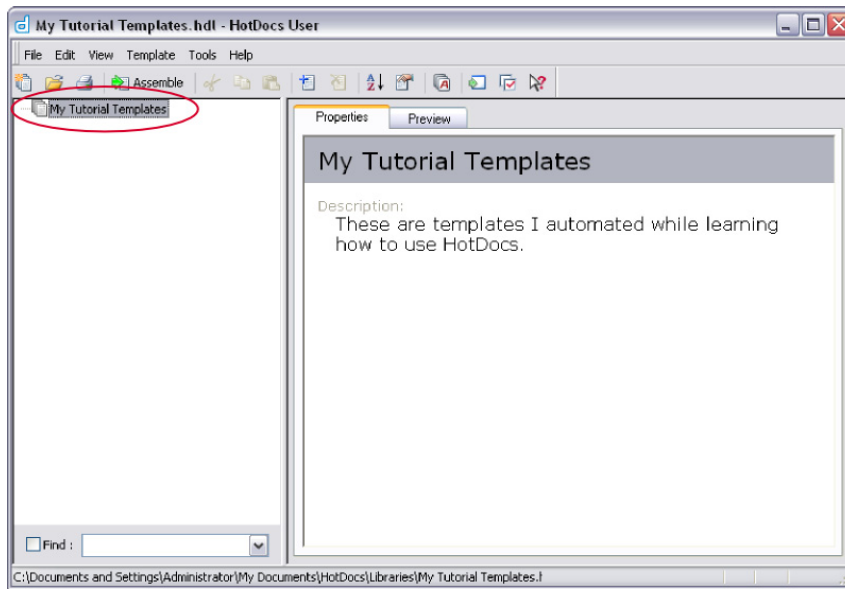 My Tutorial Templates.hdl - HotDocs User
File Edit View Template Tools Help
Assemble
My Tutorial Templates
Properties Preview
My Tutorial Templates
Description:
These are templates I automated while learning
how to use HotDocs.
Find :
C:\Documents and Settings\Administrator\My Documents\HotDocs\Libraries\My Tutorial Templates.h